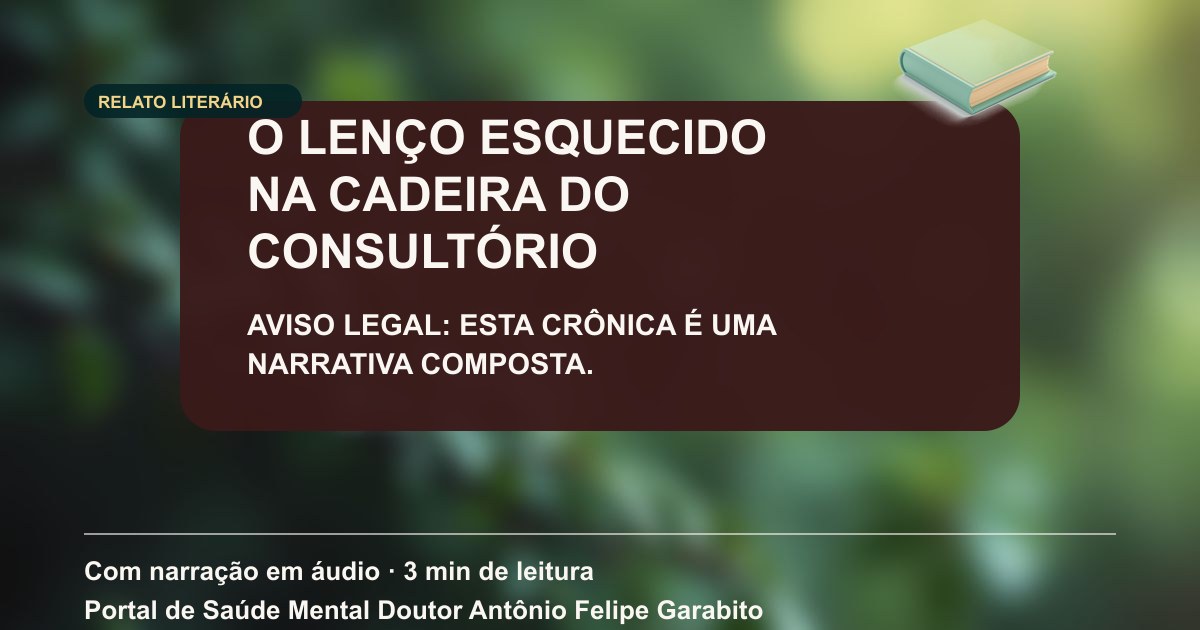 RELATO LITERÁRIO
O LENÇO ESQUECIDO
NA CADEIRA DO
CONSULTÓRIO
AVISO LEGAL: ESTA CRÔNICA É UMA
NARRATIVA COMPOSTA.
Com narração em áudio · 3 min de leitura
Portal de Saúde Mental Doutor Antônio Felipe Garabito